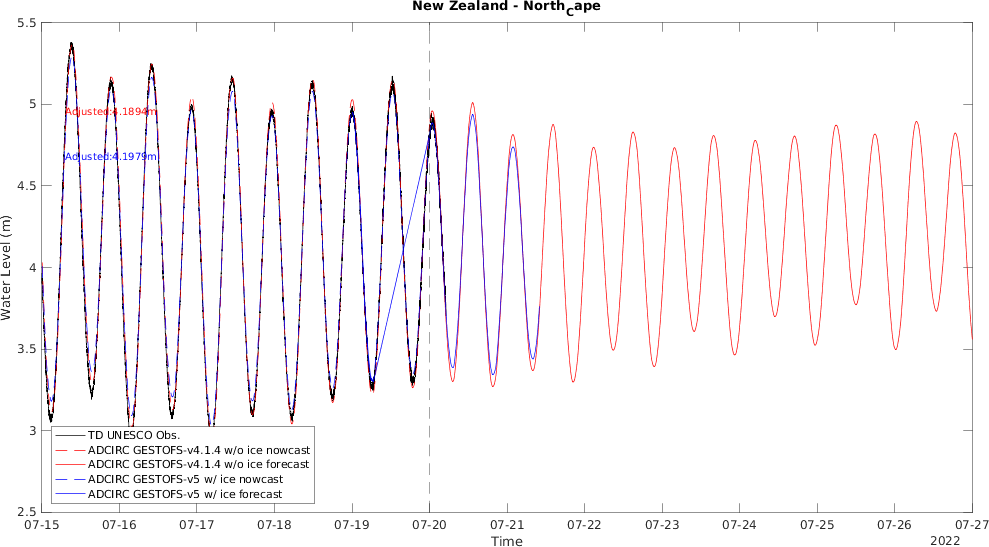 New Zealand - North_Cape
5.5
5
4.5
4
3.5
3
2.5
Water Level (m)
Adjusted:4.1894m
Adjusted:4.1979m
TD UNESCO Obs.
ADCIRC GESTOFS-v4.1.4 w/o ice nowcast
ADCIRC GESTOFS-v4.1.4 w/o ice forecast
ADCIRC GESTOFS-v5 w/ ice nowcast
ADCIRC GESTOFS-v5 w/ ice forecast
07-15 07-16 07-17 07-18 07-19 07-20 07-21 07-22 07-23 07-24 07-25 07-26 07-27
Time
2022